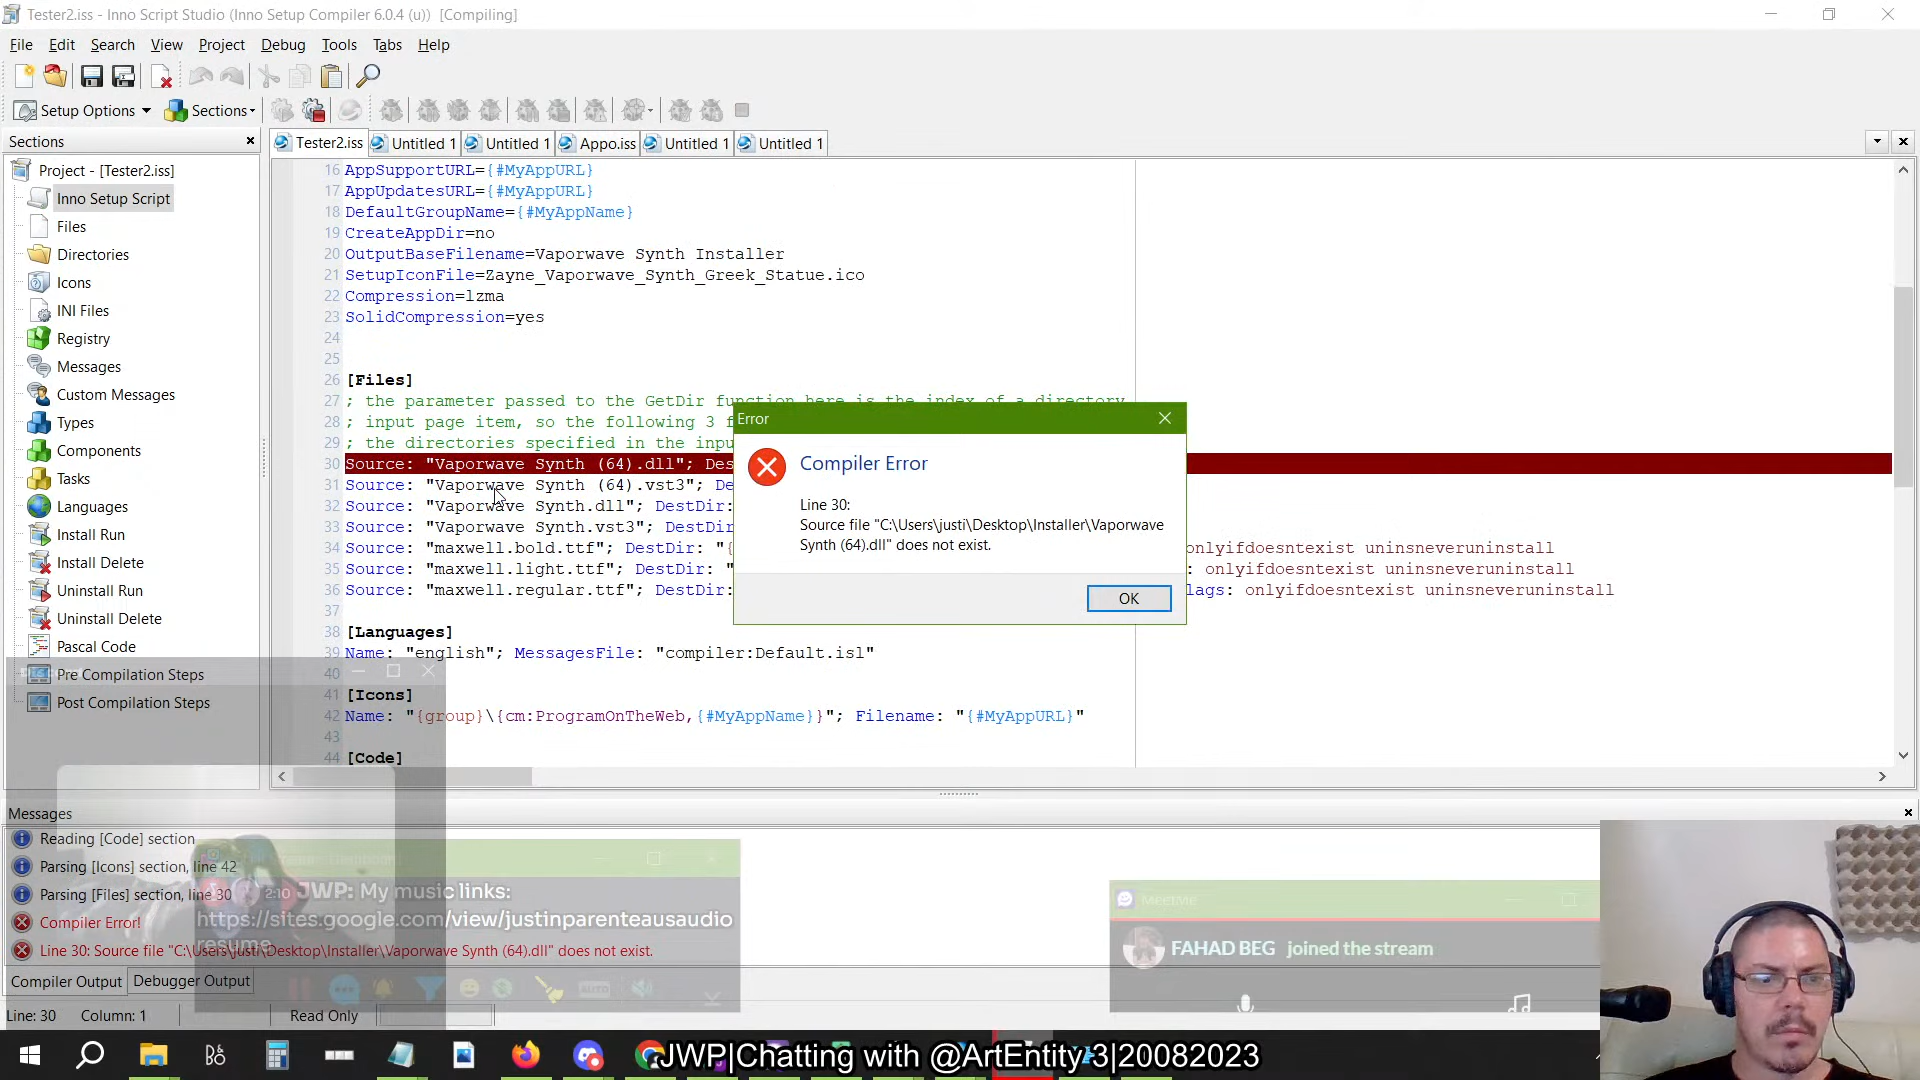 Tester2.iss - Inno Script Studio (Inno Setup Compiler 6.0.4 (u)) [Compiling]
File Edit Search View Project Debug Tools Tabs Help
Setup Options Sections
Sections
Project - [Tester2.iss]
Inno Setup Script
Files
Directories
Icons
INI Files
Registry
Messages
Custom Messages
Types
Components
Tasks
Languages
Install Run
Install Delete
Uninstall Run
Uninstall Delete
Pascal Code
Pre Compilation Steps
Post Compilation Steps
Tester2.iss Untitled 1 Untitled 1 Appo.iss Untitled 1 Untitled 1
16 AppSupportURL={#MyAppURL}
17 AppUpdatesURL={#MyAppURL}
18 DefaultGroupName={#MyAppName}
19 CreateAppDir=no
20 OutputBaseFilename=Vaporwave Synth Installer
21 SetupIconFile=Zayne_Vaporwave_Synth_Greek_Statue.ico
22 Compression=lzma
23 SolidCompression=yes
24
25
26 [Files]
27 ; the parameter passed to the GetDir function here is the index of a directory
28 ; input page item, so the following 3 f
29 ; the directories specified in the inpu
30 Source: "Vaporwave Synth (64).dll"; Des
31 Source: "Vaporwave Synth (64).vst3"; De
32 Source: "Vaporwave Synth.dll"; DestDir:
33 Source: "Vaporwave Synth.vst3"; DestDir
34 Source: "maxwell.bold.ttf"; DestDir: "{ onlyifdoesntexist uninsneveruninstall
35 Source: "maxwell.light.ttf"; DestDir: " : onlyifdoesntexist uninsneveruninstall
36 Source: "maxwell.regular.ttf"; DestDir: lags: onlyifdoesntexist uninsneveruninstall
37
38 [Languages]
39 Name: "english"; MessagesFile: "compiler:Default.isl"
40
41 [Icons]
42 Name: "{group}\{cm:ProgramOnTheWeb,{#MyAppName}}"; Filename: "{#MyAppURL}"
43
44 [Code]
Error
Compiler Error
Line 30:
Source file "C:\Users\justi\Desktop\Installer\Vaporwave
Synth (64).dll" does not exist.
OK
Messages
Reading [Code] section
Parsing [Icons] section, line 42
Parsing [Files] section, line 30
Compiler Error!
Line 30: Source file "C:\Users\justi\Desktop\Installer\Vaporwave Synth (64).dll" does not exist.
Compiler Output Debugger Output
Line: 30 Column: 1 Read Only
2:10 JWP: My music links:
https://sites.google.com/view/justinparenteausaudio
resume
AUTO
MeetMe
FAHAD BEG joined the stream
JWP|Chatting with @ArtEntity 3|20082023